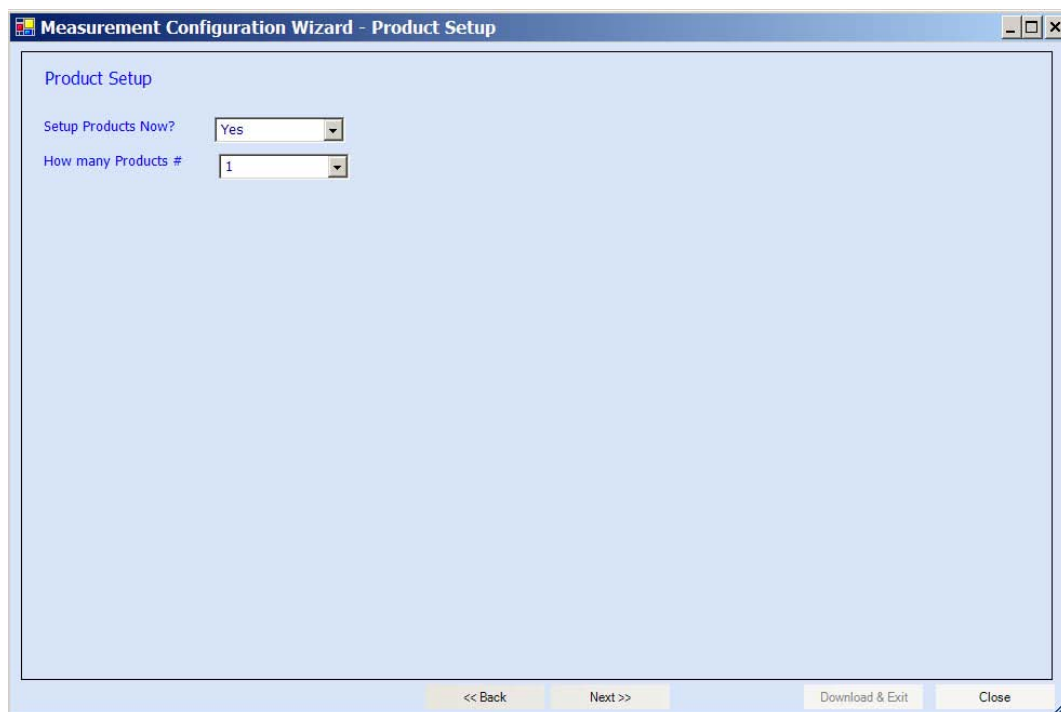 Measurement Configuration Wizard - Product Setup
Product Setup
Setup Products Now? Yes
How many Products # 1
<< Back Next >> Download & Exit Close